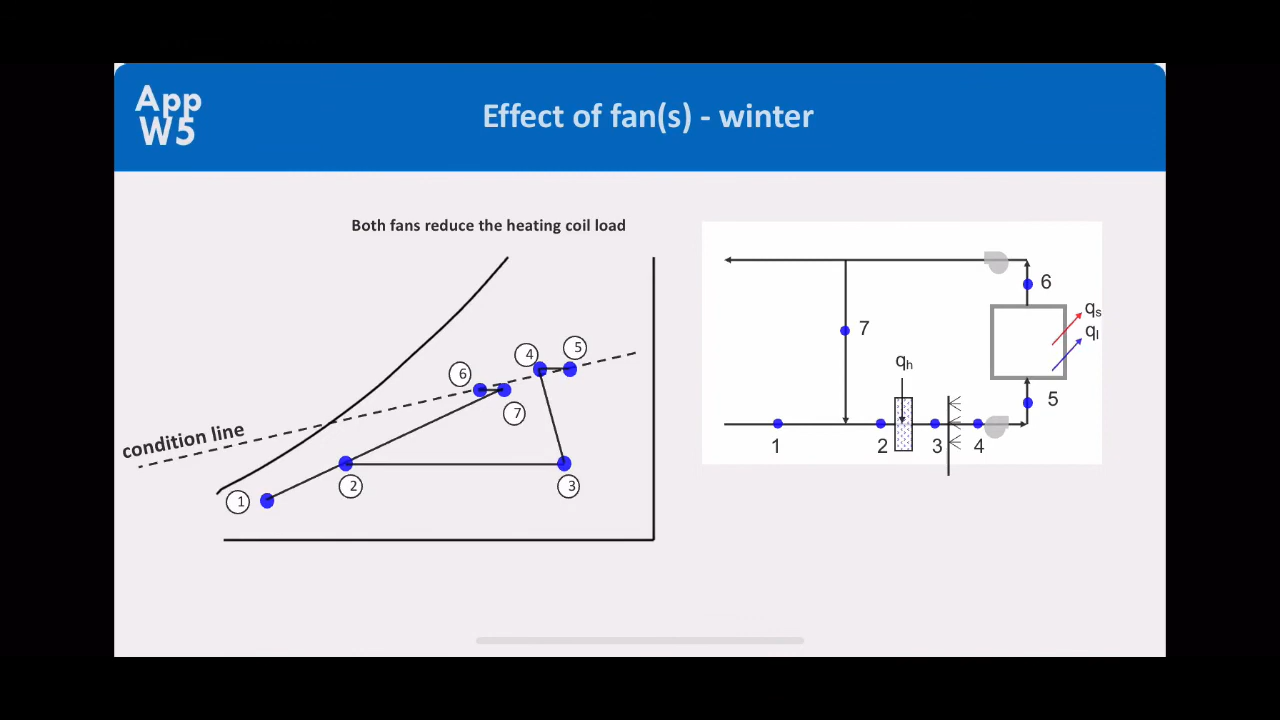 App
W5
Effect of fan(s) - winter
Both fans reduce the heating coil load
condition line
1
2
3
4
5
6
7
6
qs
ql
7
qh
5
1
2
3
4